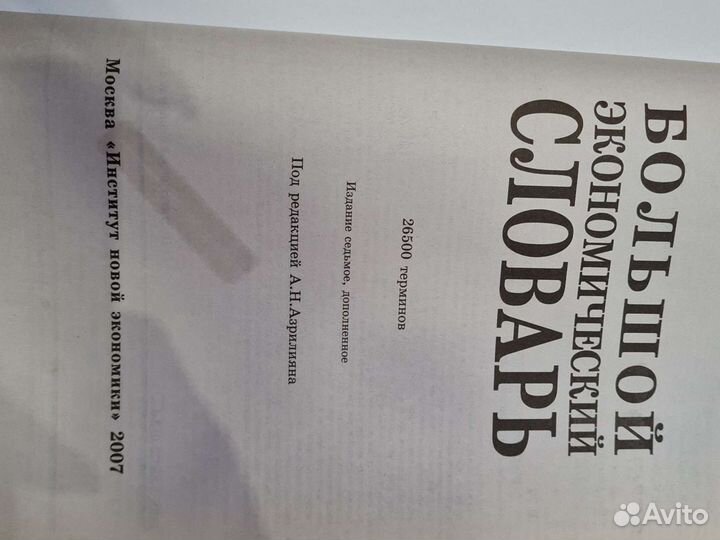 БОЛЬШОЙ
ЭКОНОМИЧЕСКИЙ
СЛОВАРЬ
26500 терминов
Издание седьмое, дополненное
Под редакцией А.Н.Азрилияна
Москва «Институт новой экономики» 2007
Avito